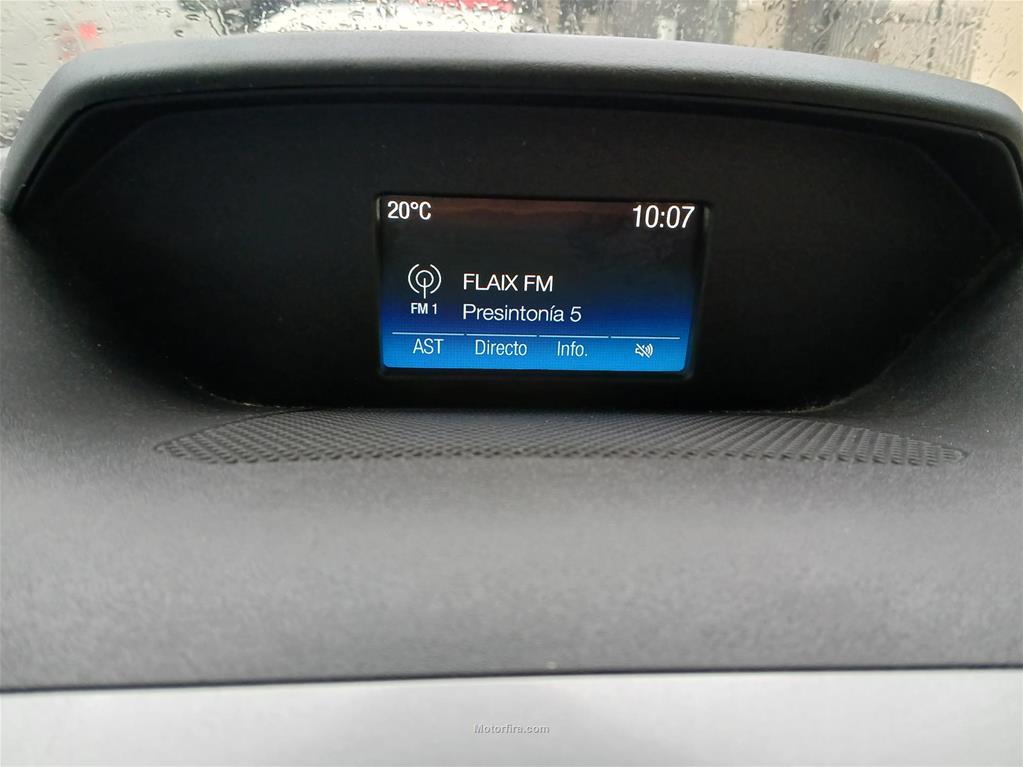 20°C 10:07
FLAIX FM
FM 1 Presintonía 5
AST Directo Info.
Motorfira.com